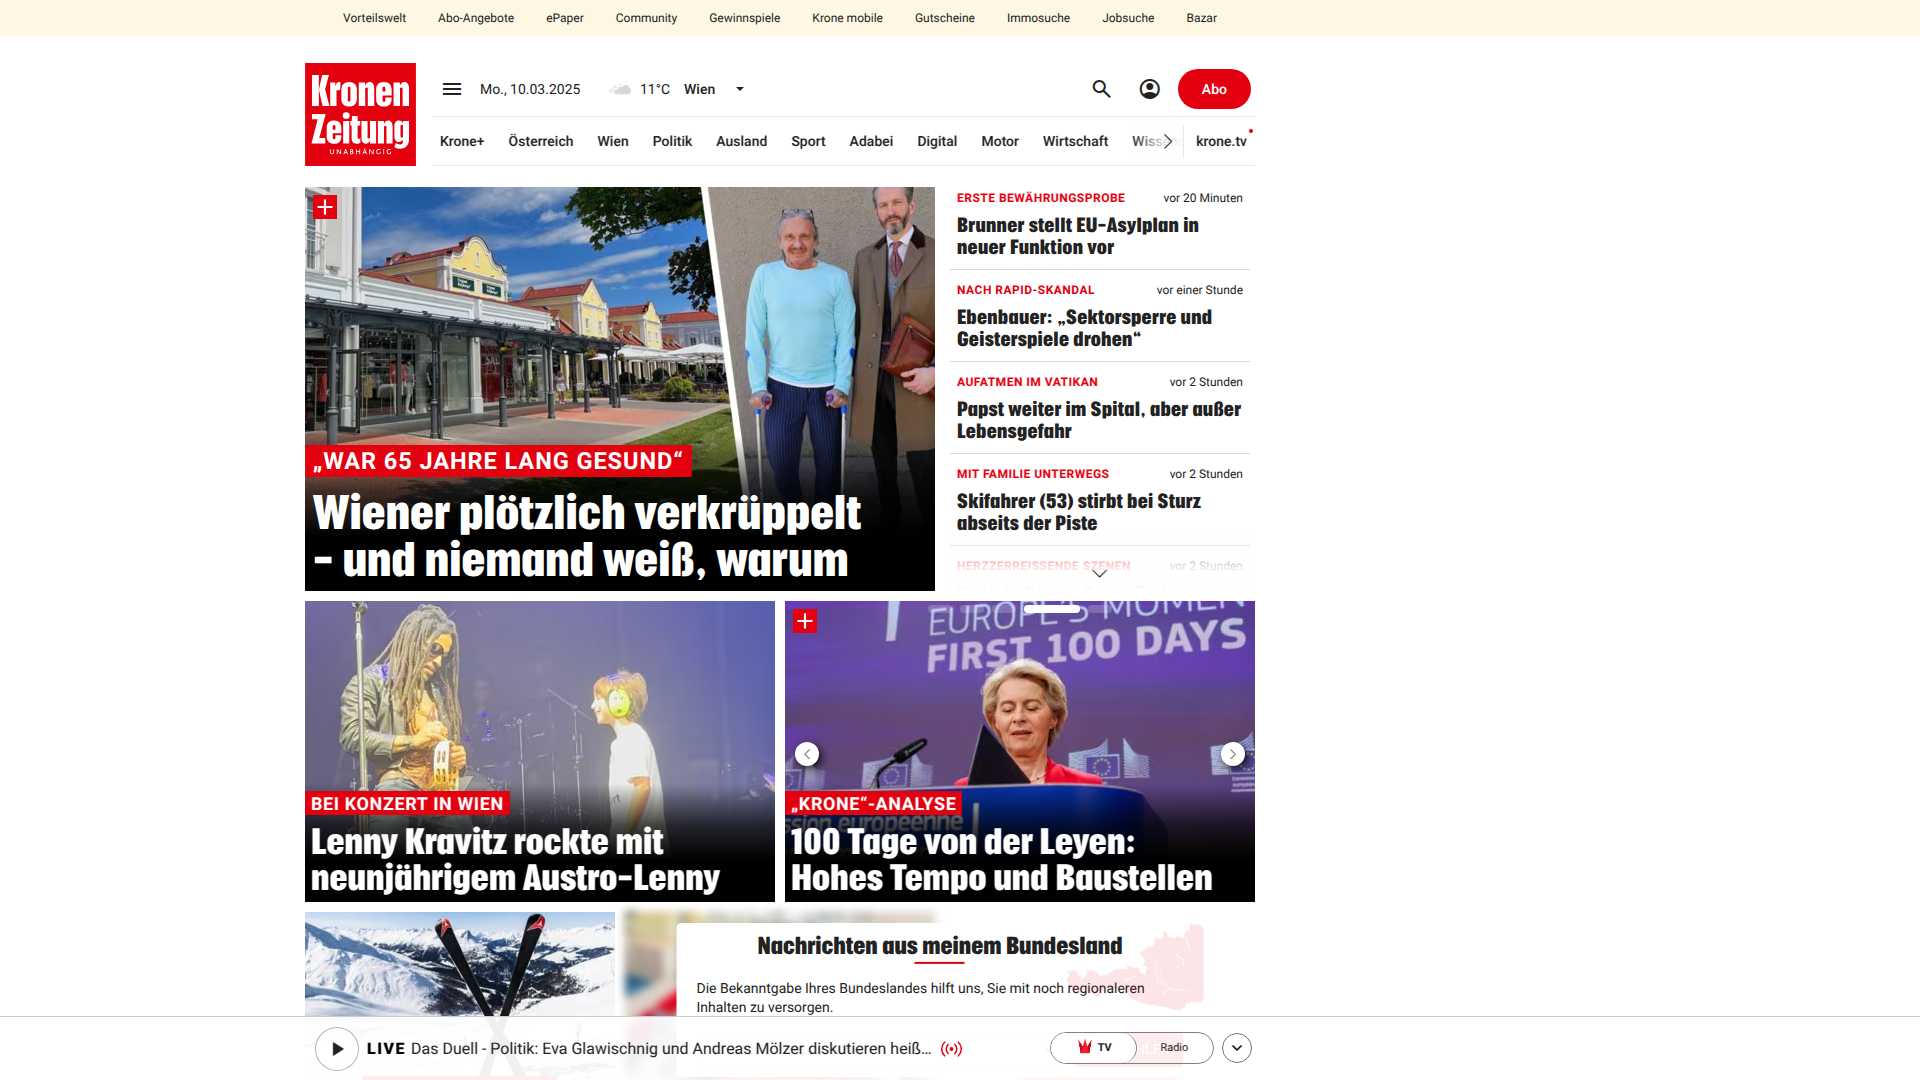 Vorteilswelt Abo-Angebote ePaper Community Gewinnspiele Krone mobile Gutscheine Immosuche Jobsuche Bazar
Kronen
Zeitung
UNABHÄNGIG
Mo., 10.03.2025 11°C Wien
Abo
Krone+ Österreich Wien Politik Ausland Sport Adabei Digital Motor Wirtschaft krone.tv
„WAR 65 JAHRE LANG GESUND“
Wiener plötzlich verkrüppelt
– und niemand weiß, warum
ERSTE BEWÄHRUNGSPROBE vor 20 Minuten
Brunner stellt EU-Asylplan in
neuer Funktion vor
NACH RAPID-SKANDAL vor einer Stunde
Ebenbauer: „Sektorsperre und
Geisterspiele drohen“
AUFATMEN IM VATIKAN vor 2 Stunden
Papst weiter im Spital, aber außer
Lebensgefahr
MIT FAMILIE UNTERWEGS vor 2 Stunden
Skifahrer (53) stirbt bei Sturz
abseits der Piste
HERZZERREISSENDE SZENEN vor 2 Stunden
BEI KONZERT IN WIEN
Lenny Kravitz rockte mit
neunjährigem Austro-Lenny
EUROPE'S
FIRST 100 DAYS
européenne
„KRONE“-ANALYSE
100 Tage von der Leyen:
Hohes Tempo und Baustellen
Nachrichten aus meinem Bundesland
Die Bekanntgabe Ihres Bundeslandes hilft uns, Sie mit noch regionaleren
Inhalten zu versorgen.
LIVE Das Duell - Politik: Eva Glawischnig und Andreas Mölzer diskutieren heiß...
TV Radio